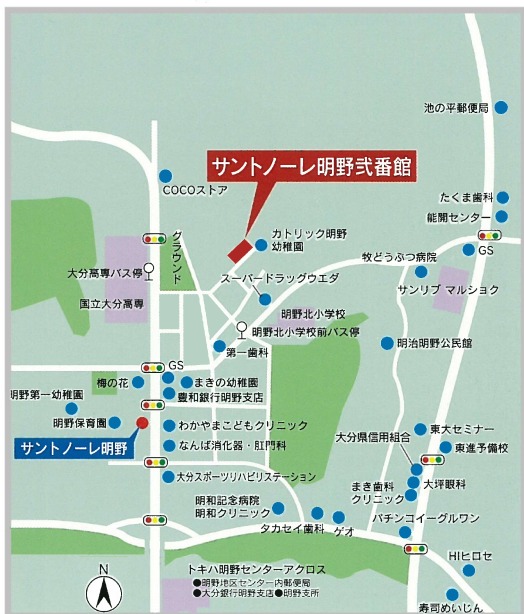 池の平郵便局
サントノーレ明野弐番館
COCOストア
たくま歯科
能開センター
グラウンド
カトリック明野
幼稚園
GS
牧どうぶつ病院
大分高専バス停
スーパードラッグウエダ
サンリブ マルショク
国立大分高専
明野北小学校
明野北小学校前バス停
第一歯科
明治明野公民館
GS
梅の花
まきの幼稚園
明野第一幼稚園
豊和銀行明野支店
明野保育園
わかやまこどもクリニック
東大セミナー
サントノーレ明野
なんば消化器・肛門科
大分県信用組合
東進予備校
大分スポーツリハビリステーション
大坪眼科
まき歯科
クリニック
明和記念病院
明和クリニック
タカセイ歯科
ゲオ
パチンコイーグルワン
HIヒロセ
N
トキハ明野センターアクロス
●明野地区センター内郵便局
●大分銀行明野支店●明野支所
寿司めいじん